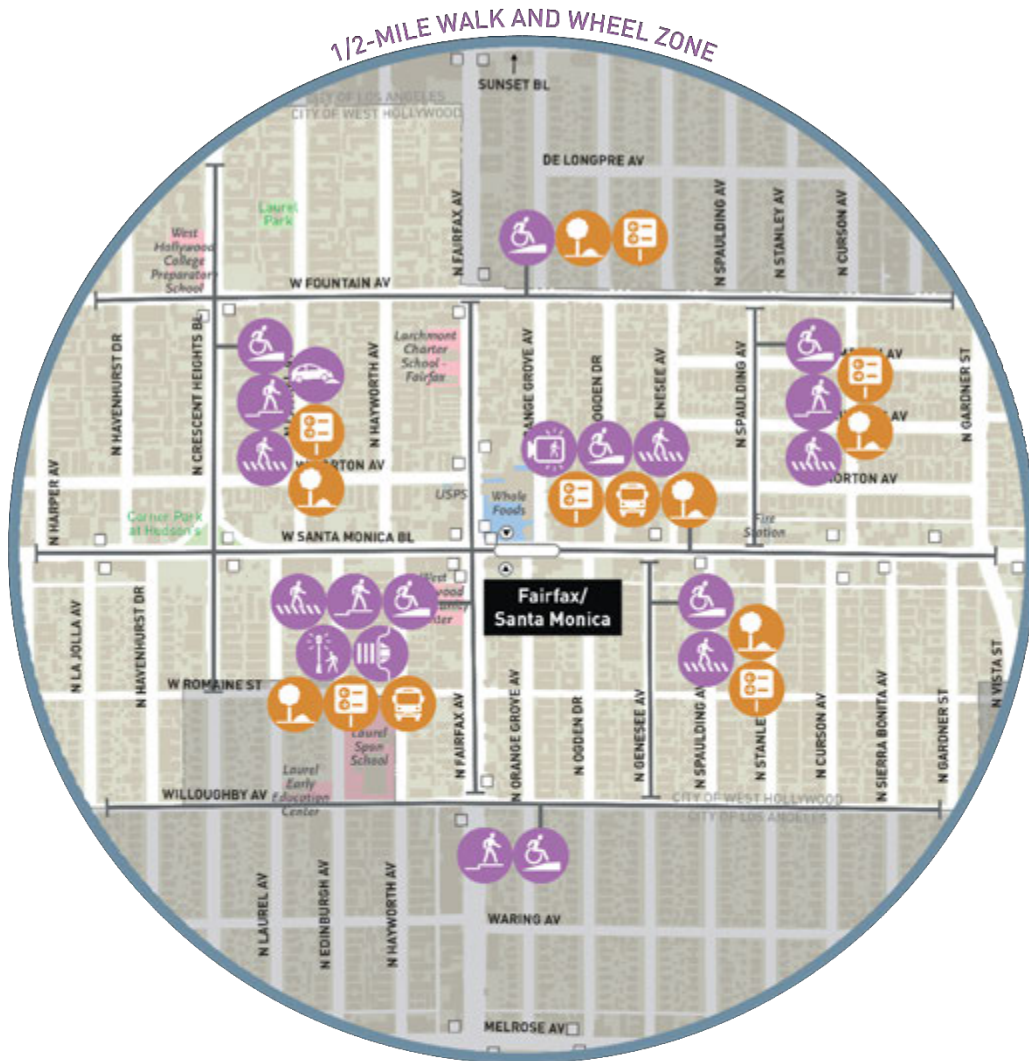 1/2-MILE WALK AND WHEEL ZONE
SUNSET BL
CITY OF LOS ANGELES
CITY OF WEST HOLLYWOOD
DE LONGPRE AV
N FAIRFAX AV
N SPAULDING AV
N STANLEY AV
N CURSON AV
Laurel
Park
West
Hollywood
College
Preparatory
School
W FOUNTAIN AV
N HAVENHURST DR
N CRESCENT HEIGHTS BL
N HAYWORTH AV
Larchmont
Charter
School -
Fairfax
OGDEN DR
N SPAULDING AV
N GARDNER ST
N HARPER AV
USPS
Whole
Foods
NORTON AV
Corner Park
at Hudson's
W SANTA MONICA BL
Fire
Station
Fairfax/
Santa Monica
N LA JOLLA AV
N HAVENHURST DR
W ROMAINE ST
N FAIRFAX AV
N ORANGE GROVE AV
N OGDEN DR
N GENESEE AV
N SPAULDING AV
N CURSON AV
N SIERRA BONITA AV
N GARDNER ST
N VISTA ST
Laurel
Span
School
Laurel
Early
Education
Center
WILLOUGHBY AV
CITY OF WEST HOLLYWOOD
CITY OF LOS ANGELES
N LAUREL AV
N EDINBURGH AV
N HAYWORTH AV
WARING AV
MELROSE AV